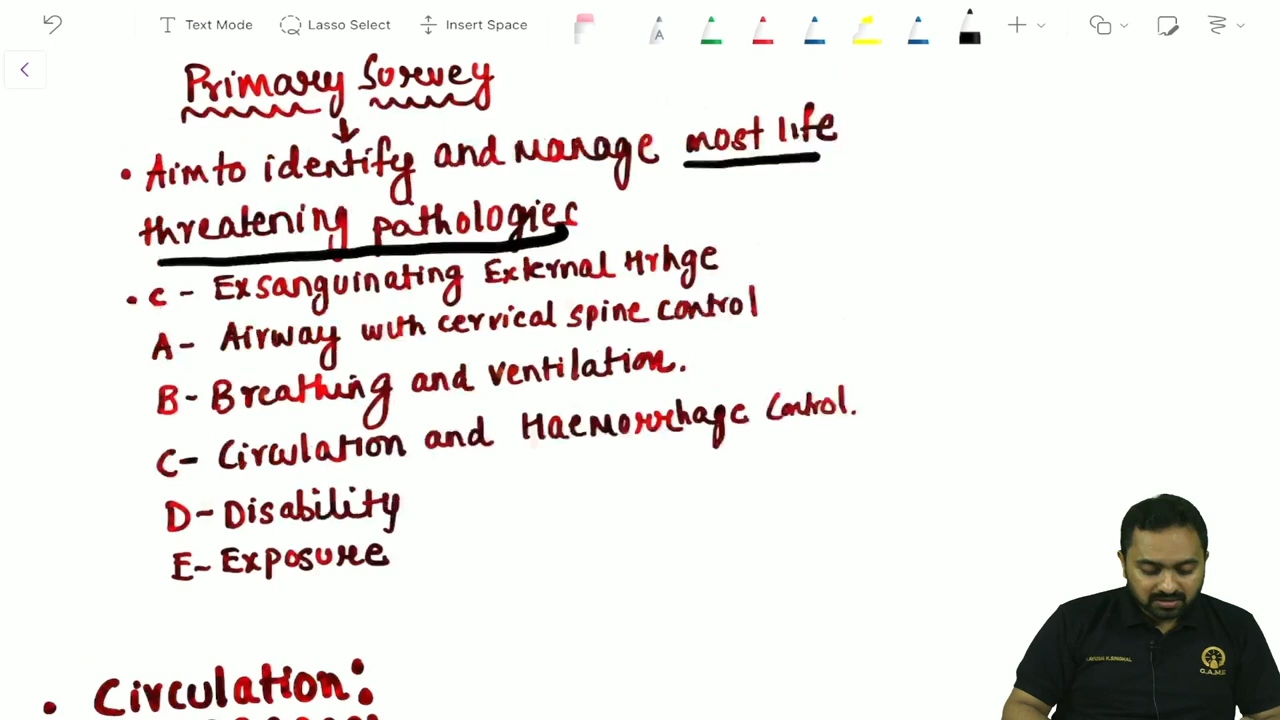 Text Mode
Lasso Select
Insert Space
Primary Survey
• Aim to identify and manage most life
threatening pathologies
• C - Exsanguinating External Hrhge
A- Airway with cervical spine control
B- Breathing and ventilation.
C- Circulation and Haemorrhage Control.
D- Disability
E- Exposure
• Circulation:
G.A.M.S